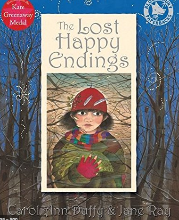 Kate
Greenaway
Medal
The Lost
Happy
Endings
Carol Ann Duffy & Jane Ray